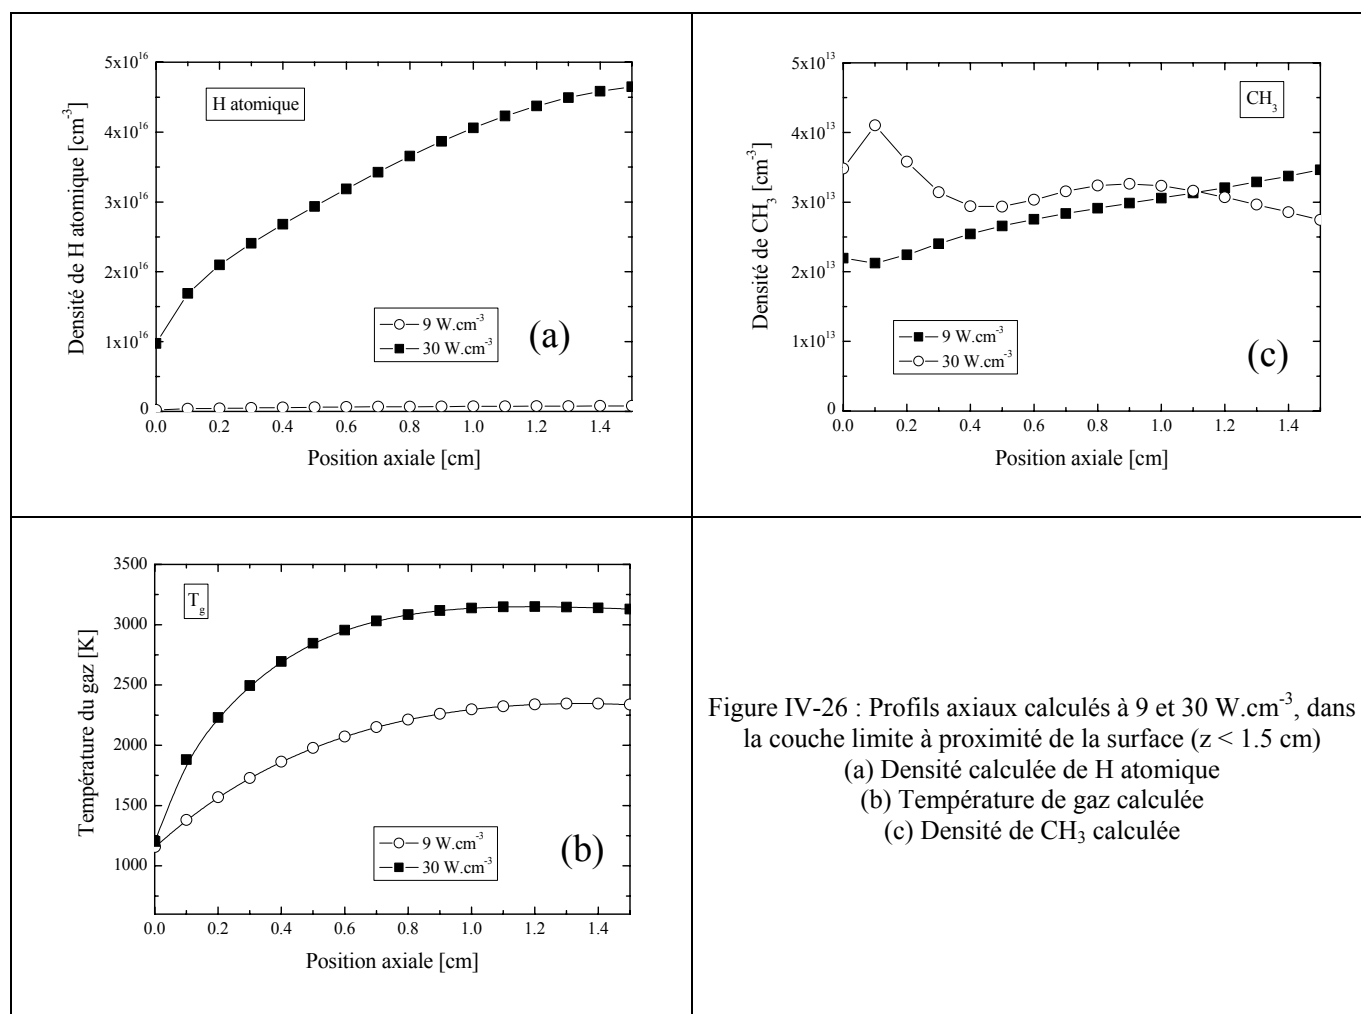 5x10^16
4x10^16
3x10^16
2x10^16
1x10^16
0
Densité de H atomique [cm^-3]
H atomique
9 W.cm^-3
30 W.cm^-3
(a)
0.0 0.2 0.4 0.6 0.8 1.0 1.2 1.4
Position axiale [cm]
5x10^13
4x10^13
3x10^13
2x10^13
1x10^13
0
Densité de CH_3 [cm^-3]
CH_3
9 W.cm^-3
30 W.cm^-3
(c)
0.0 0.2 0.4 0.6 0.8 1.0 1.2 1.4
Position axiale [cm]
3500
3000
2500
2000
1500
1000
Température du gaz [K]
T_g
9 W.cm^-3
30 W.cm^-3
(b)
0.0 0.2 0.4 0.6 0.8 1.0 1.2 1.4
Position axiale [cm]
Figure IV-26 : Profils axiaux calculés à 9 et 30 W.cm^-3, dans
la couche limite à proximité de la surface (z < 1.5 cm)
(a) Densité calculée de H atomique
(b) Température de gaz calculée
(c) Densité de CH_3 calculée